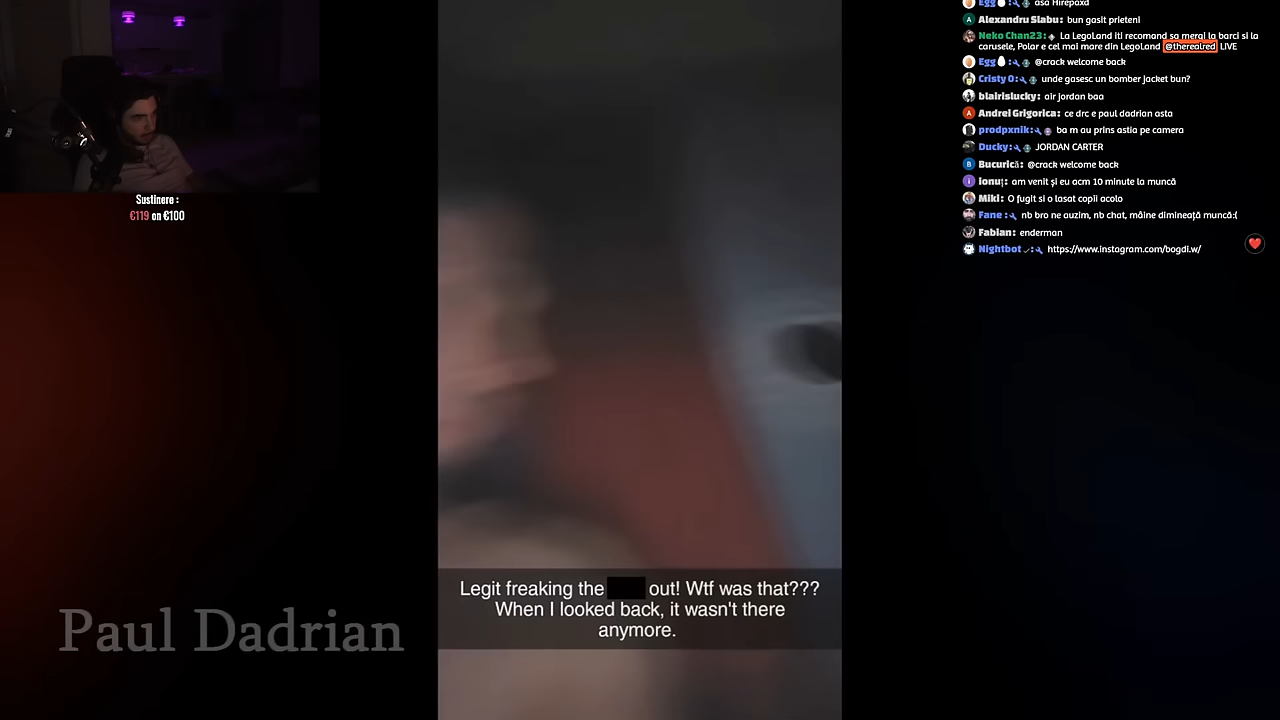 Sustinere :
€119 on €100
Legit freaking the out! Wtf was that???
When I looked back, it wasn't there
anymore.
Paul Dadrian
Egg: asa Hirepaxd
Alexandru Slabu: bun gasit prieteni
Neko Chan23: La LegoLand iti recomand sa mergi la barci si la
carusele, Polar e cel mai mare din LegoLand @therealred LIVE
Egg: @crack welcome back
Cristy O: unde gasesc un bomber jacket bun?
blairislucky: air jordan baa
Andrei Grigorica: ce drc e paul dadrian asta
prodpxnik: ba m au prins astia pe camera
Ducky: JORDAN CARTER
Bucurică: @crack welcome back
ionuț: am venit și eu acm 10 minute la muncă
Miki: O fugit si o lasat copii acolo
Fane: nb bro ne auzim, nb chat, mâine dimineață muncă:(
Fabian: enderman
Nightbot: https://www.instagram.com/bogdi.w/